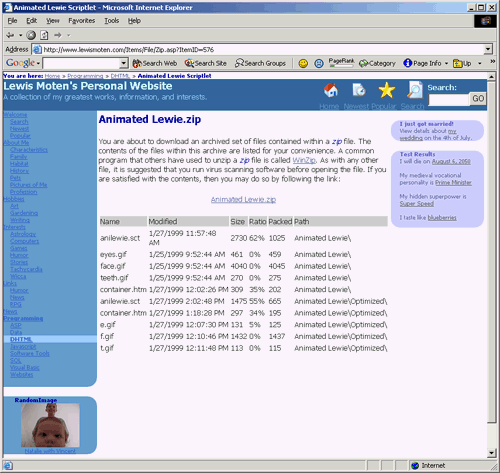 Animated Lewie Scriptlet - Microsoft Internet Explorer
File Edit View Favorites Tools Help
Address http://www.lewismoten.com/Items/File/Zip.asp?ItemID=576
Google Search Web Search Site Search Groups PageRank Category Page Info Up
You are here: Home » Programming » DHTML » Animated Lewie Scriptlet
Lewis Moten's Personal Website
A collection of my greatest works, information, and interests.
Home Newest Popular Search
Search:
GO
Welcome
Search
Newest
Popular
About Me
Characteristics
Family
Habitat
History
Pets
Pictures of Me
Profession
Hobbies
Art
Gardening
Writing
Interests
Astrology
Computers
Games
Humor
Stories
Tachycardia
Wicca
Links
Humor
News
RPG
News
Programming
ASP
Data
DHTML
Javascript
Software Tools
SQL
Visual Basic
Websites
RandomImage
Natalie with Vincent
Animated Lewie.zip
You are about to download an archived set of files contained within a zip file. The
contents of the files within this archive are listed for your convenience. A common
program that others have used to unzip a zip file is called WinZip. As with any other
file, it is suggested that you run virus scanning software before opening the file. If you
are satisfied with the contents, then you may do so by following the link:
Animated Lewie.zip
Name Modified Size Ratio Packed Path
anilewie.sct 1/27/1999 11:57:48 AM 2730 62% 1025 Animated Lewie\
eyes.gif 1/25/1999 9:52:44 AM 461 0% 459 Animated Lewie\
face.gif 1/25/1999 9:52:44 AM 4040 0% 4045 Animated Lewie\
teeth.gif 1/25/1999 9:52:44 AM 270 0% 275 Animated Lewie\
container.htm 1/27/1999 12:02:26 PM 309 35% 202 Animated Lewie\
anilewie.sct 1/27/1999 2:02:48 PM 1475 55% 665 Animated Lewie\Optimized\
container.htm 1/27/1999 1:18:28 PM 297 34% 195 Animated Lewie\Optimized\
e.gif 1/27/1999 12:07:30 PM 131 5% 125 Animated Lewie\Optimized\
f.gif 1/27/1999 12:10:46 PM 1432 0% 1437 Animated Lewie\Optimized\
t.gif 1/27/1999 12:11:48 PM 113 0% 115 Animated Lewie\Optimized\
I just got married!
View details about my
wedding on the 4th of July..
Test Results
I will die on August 6, 2050
My medieval vocational
personality is Prime Minister
My hidden superpower is
Super Speed
I taste like blueberries
Internet